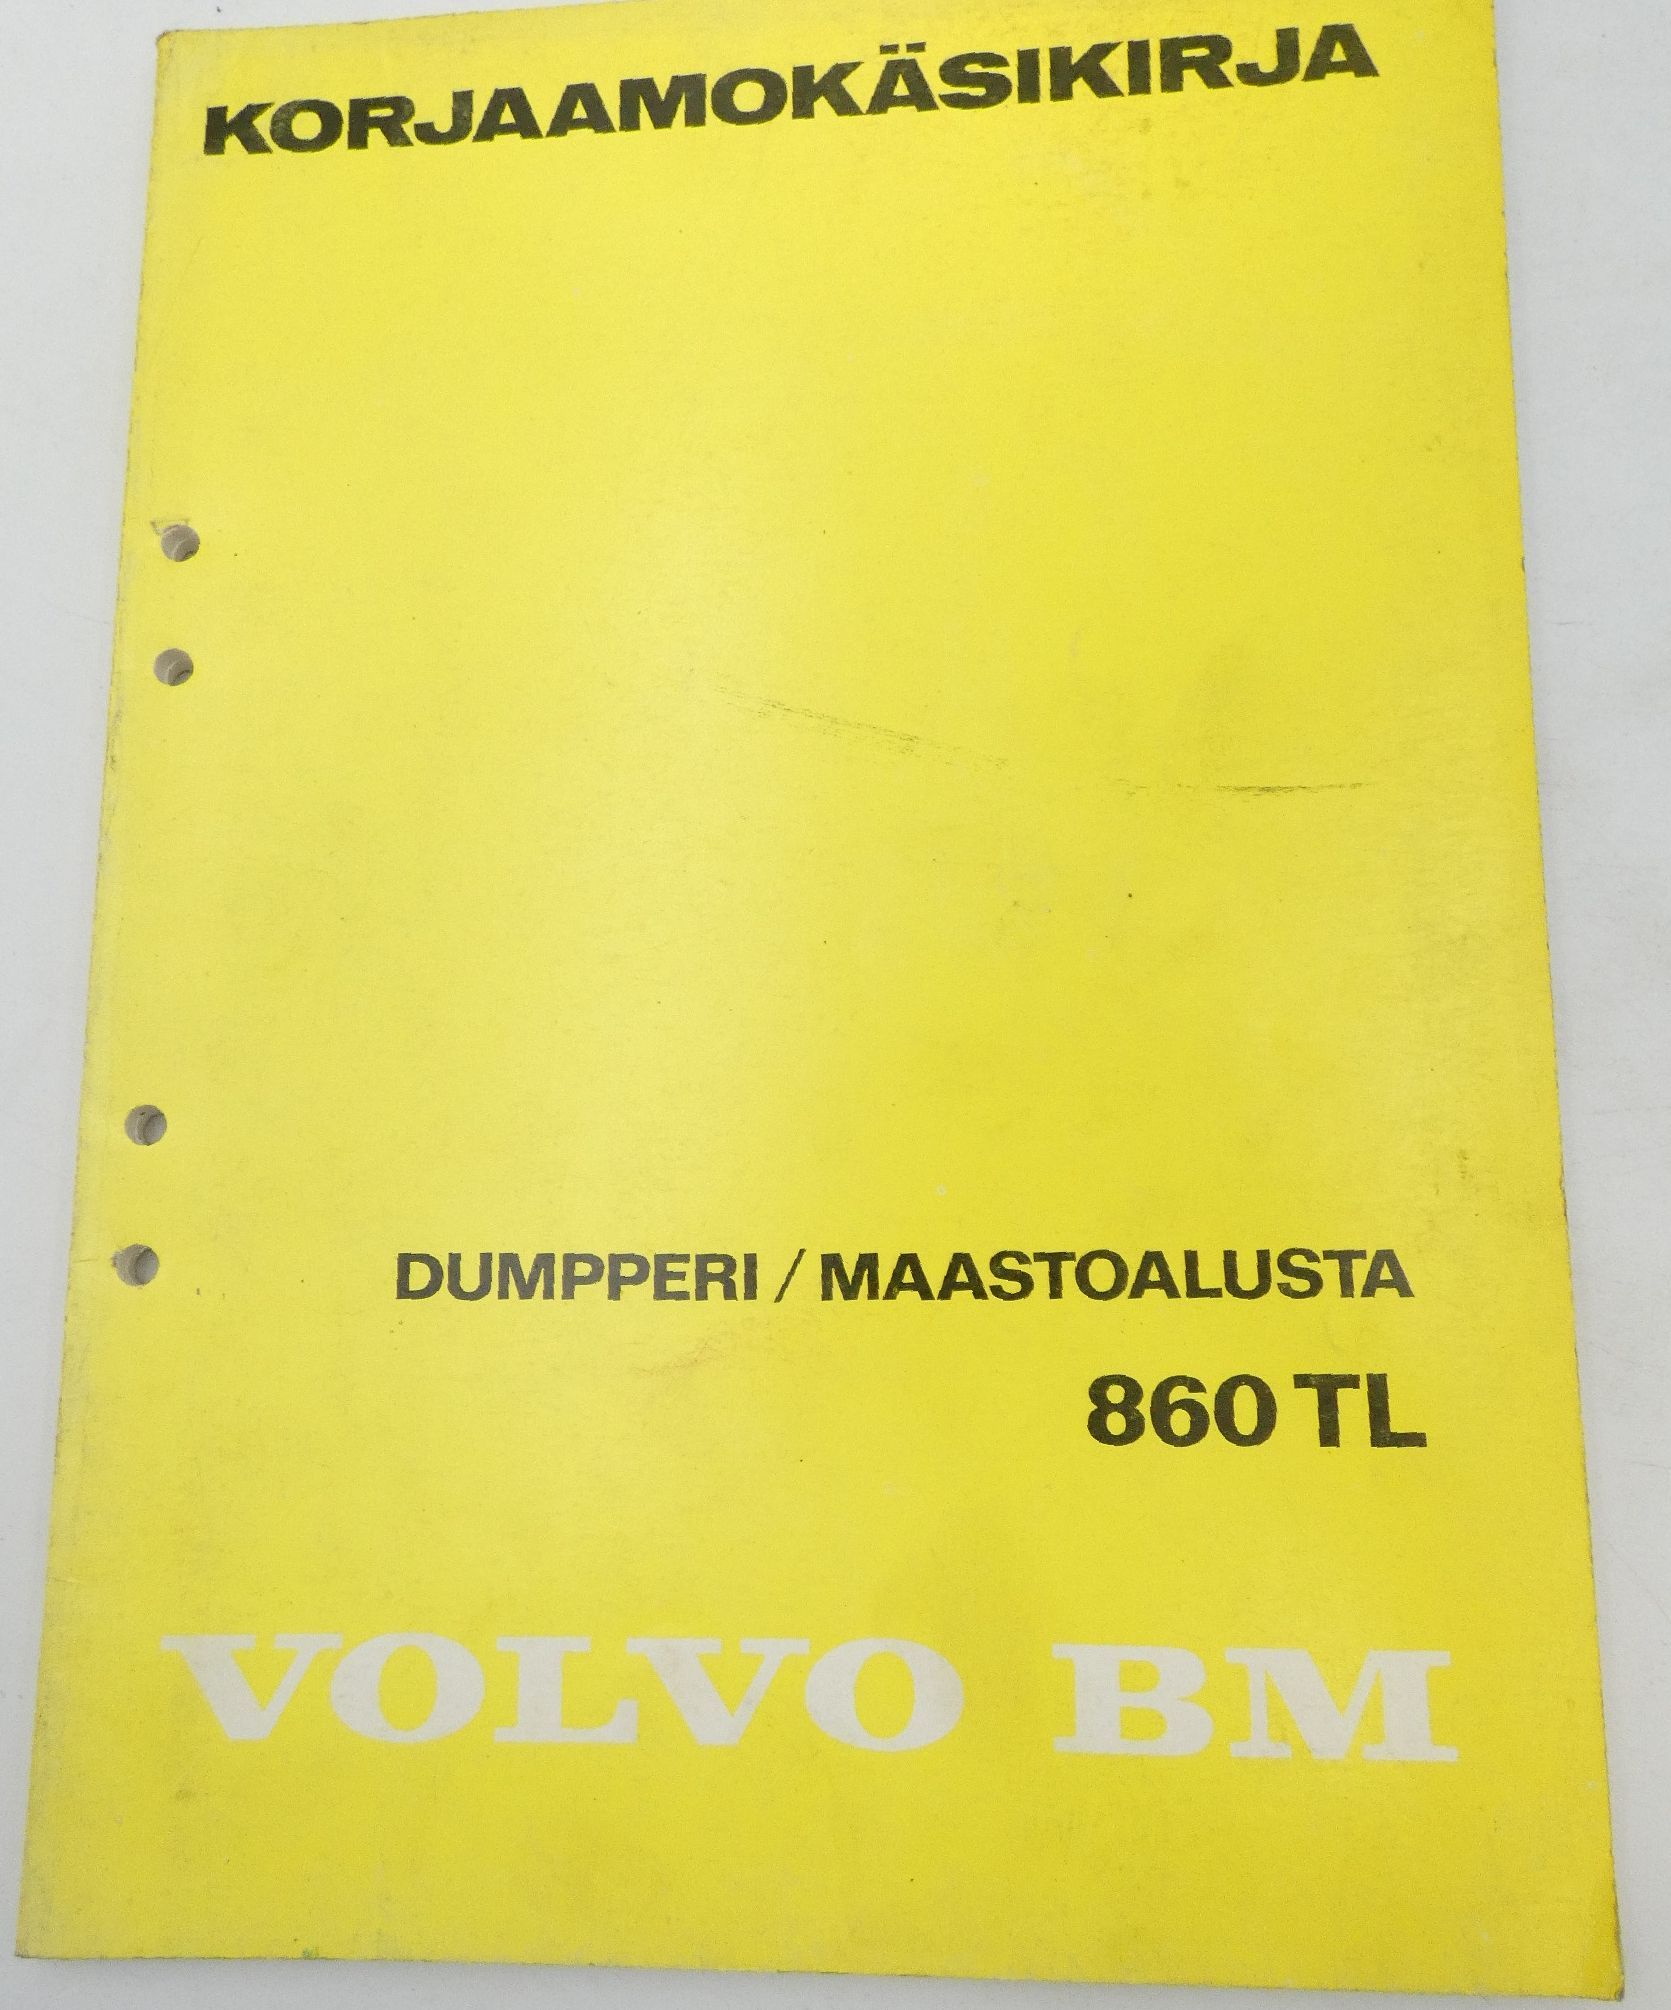 KORJAAMOKÄSIKIRJA
DUMPPERI / MAASTOALUSTA
860 TL
VOLVO BM